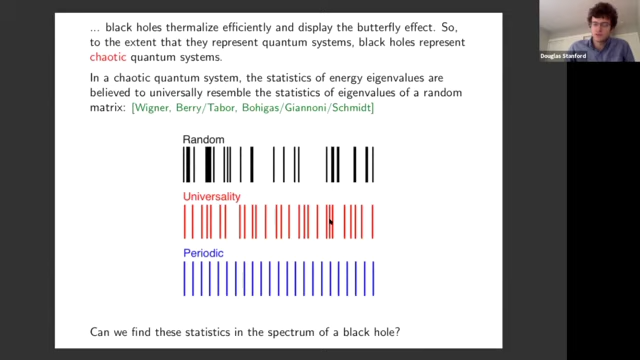 ... black holes thermalize efficiently and display the butterfly effect. So,
to the extent that they represent quantum systems, black holes represent
chaotic quantum systems.
In a chaotic quantum system, the statistics of energy eigenvalues are
believed to universally resemble the statistics of eigenvalues of a random
matrix: [Wigner, Berry/Tabor, Bohigas/Giannoni/Schmidt]
Random
Universality
Periodic
Can we find these statistics in the spectrum of a black hole?
Douglas Stanford